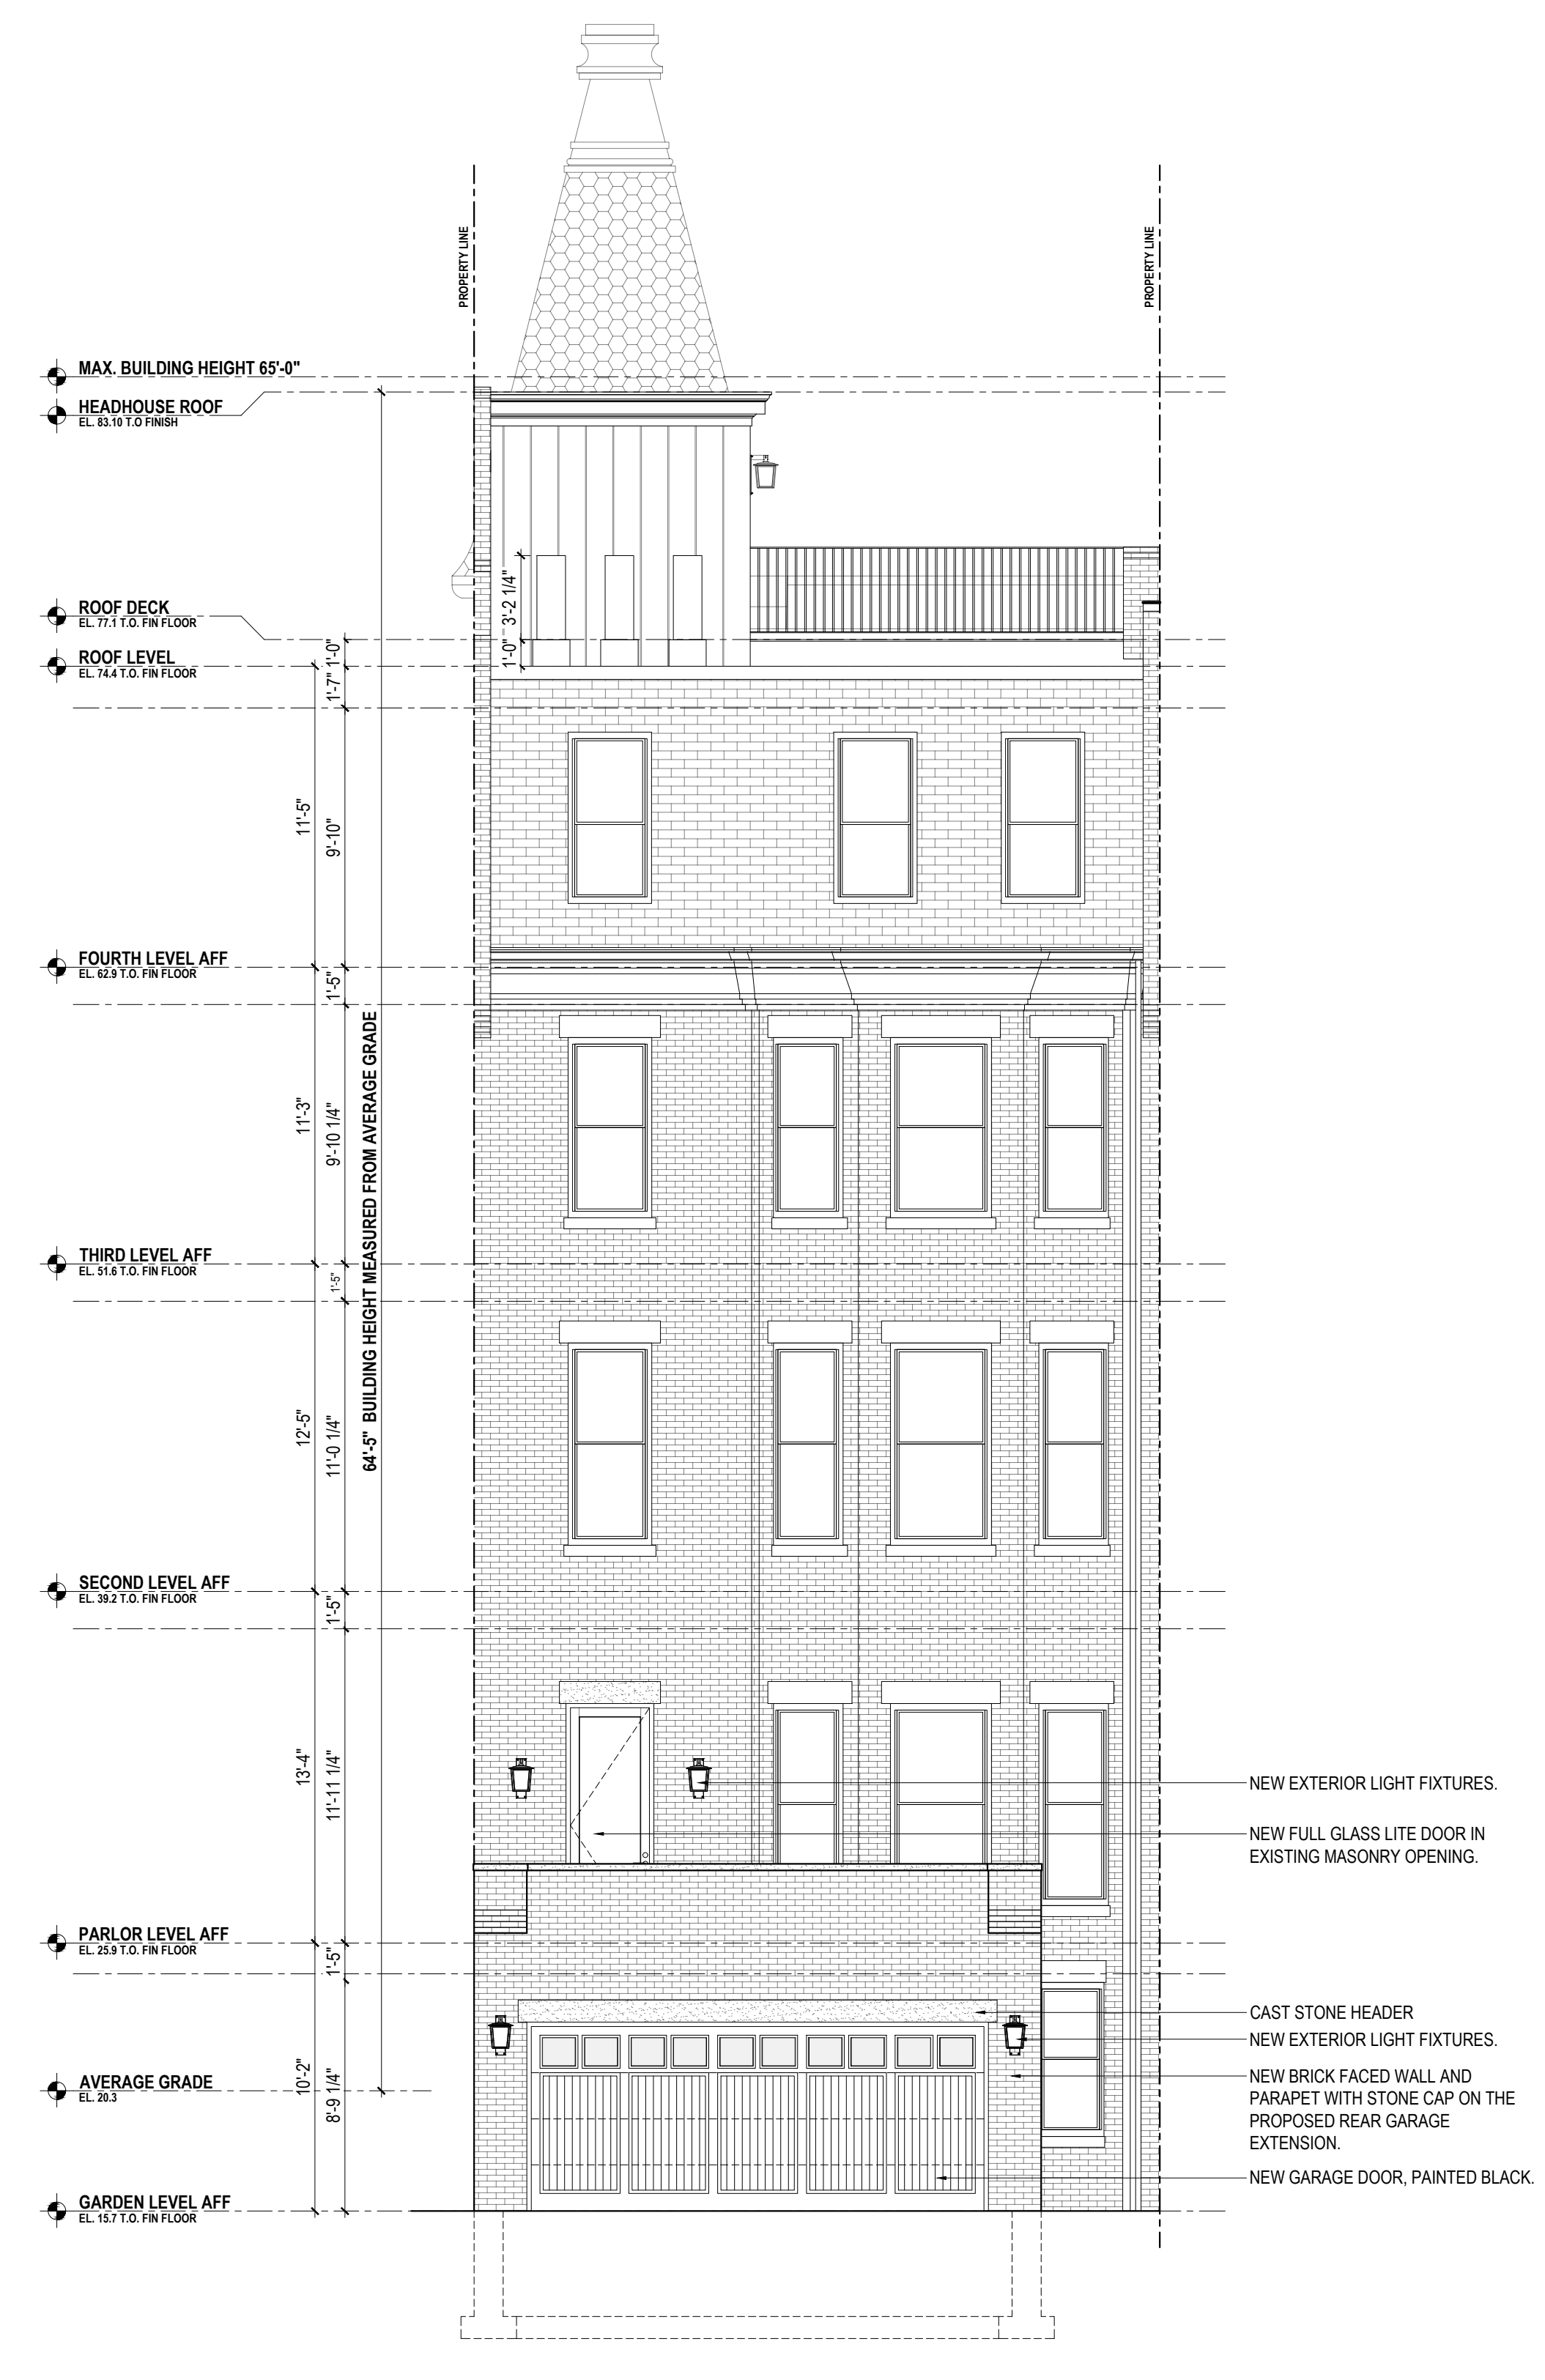 PROPERTY LINE
PROPERTY LINE
MAX. BUILDING HEIGHT 65'-0"
HEADHOUSE ROOF
EL. 83.10 T.O FINISH
ROOF DECK
EL. 77.1 T.O. FIN FLOOR
1'-0"
3'-2 1/4"
1'-0"
ROOF LEVEL
EL. 74.4 T.O. FIN FLOOR
1'-7"
11'-5"
9'-10"
FOURTH LEVEL AFF
EL. 62.9 T.O. FIN FLOOR
1'-5"
11'-3"
9'-10 1/4"
64'-5" BUILDING HEIGHT MEASURED FROM AVERAGE GRADE
THIRD LEVEL AFF
EL. 51.6 T.O. FIN FLOOR
1'-5"
12'-5"
11'-0 1/4"
SECOND LEVEL AFF
EL. 39.2 T.O. FIN FLOOR
1'-5"
13'-4"
11'-11 1/4"
NEW EXTERIOR LIGHT FIXTURES.
NEW FULL GLASS LITE DOOR IN
EXISTING MASONRY OPENING.
PARLOR LEVEL AFF
EL. 25.9 T.O. FIN FLOOR
1'-5"
CAST STONE HEADER
NEW EXTERIOR LIGHT FIXTURES.
10'-2"
8'-9 1/4"
AVERAGE GRADE
EL. 20.3
NEW BRICK FACED WALL AND
PARAPET WITH STONE CAP ON THE
PROPOSED REAR GARAGE
EXTENSION.
NEW GARAGE DOOR, PAINTED BLACK.
GARDEN LEVEL AFF
EL. 15.7 T.O. FIN FLOOR